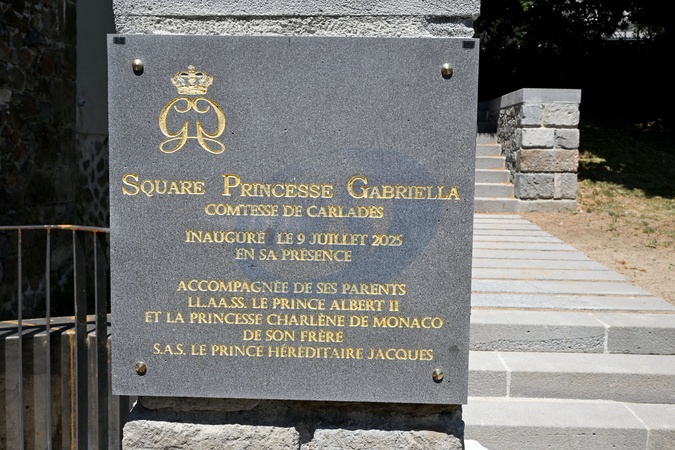 SQUARE PRINCESSE GABRIELLA
COMTESSE DE CARLADÈS
INAUGURÉ LE 9 JUILLET 2025
EN SA PRÉSENCE
ACCOMPAGNÉE DE SES PARENTS
LL.AA.SS. LE PRINCE ALBERT II
ET LA PRINCESSE CHARLÈNE DE MONACO
DE SON FRÈRE
S.A.S. LE PRINCE HÉRÉDITAIRE JACQUES